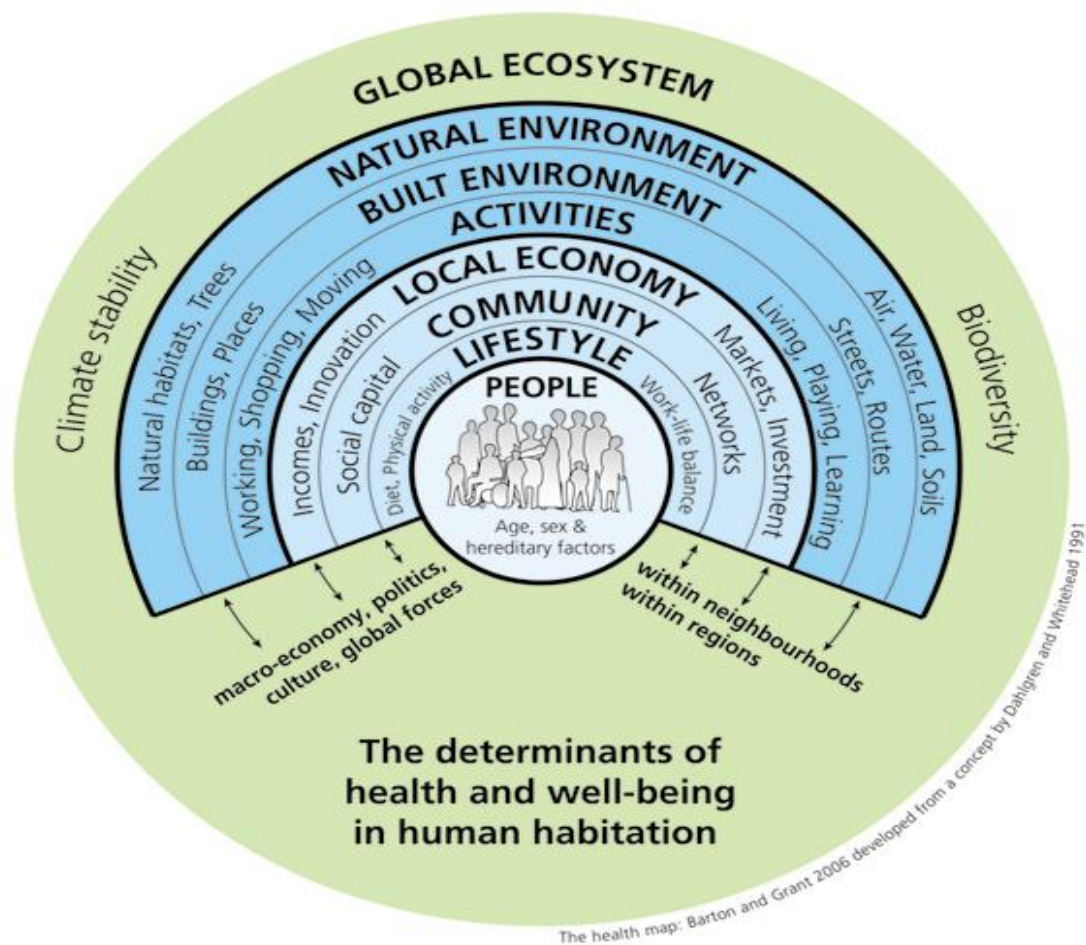 GLOBAL ECOSYSTEM
NATURAL ENVIRONMENT
BUILT ENVIRONMENT
ACTIVITIES
LOCAL ECONOMY
COMMUNITY
LIFESTYLE
PEOPLE
Age, sex &
hereditary factors
Climate stability
Natural habitats, Trees
Buildings, Places
Working, Shopping, Moving
Incomes, Innovation
Social capital
Diet, Physical activity
Work-life balance
Networks
Markets, Investment
Living, Playing, Learning
Streets, Routes
Air, Water, Land, Soils
Biodiversity
macro-economy, politics,
culture, global forces
within neighbourhoods
within regions
The determinants of
health and well-being
in human habitation
The health map: Barton and Grant 2006 developed from a concept by Dahlgren and Whitehead 1991